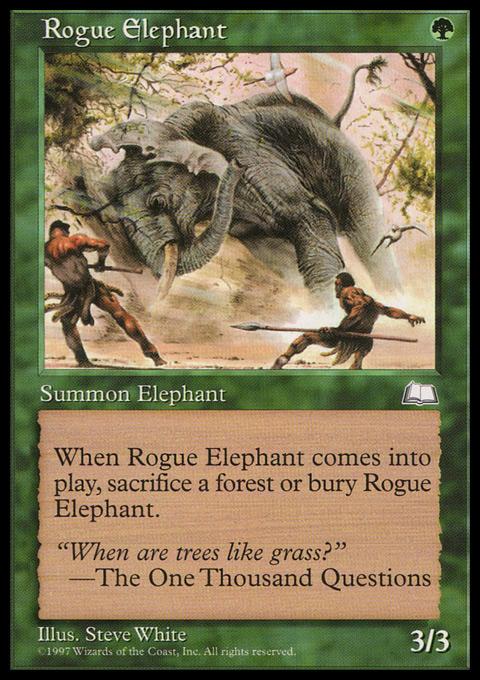 Rogue Elephant
Summon Elephant
When Rogue Elephant comes into
play, sacrifice a forest or bury Rogue
Elephant.
“When are trees like grass?”
—The One Thousand Questions
Illus. Steve White
©1997 Wizards of the Coast, Inc. All rights reserved.
3/3